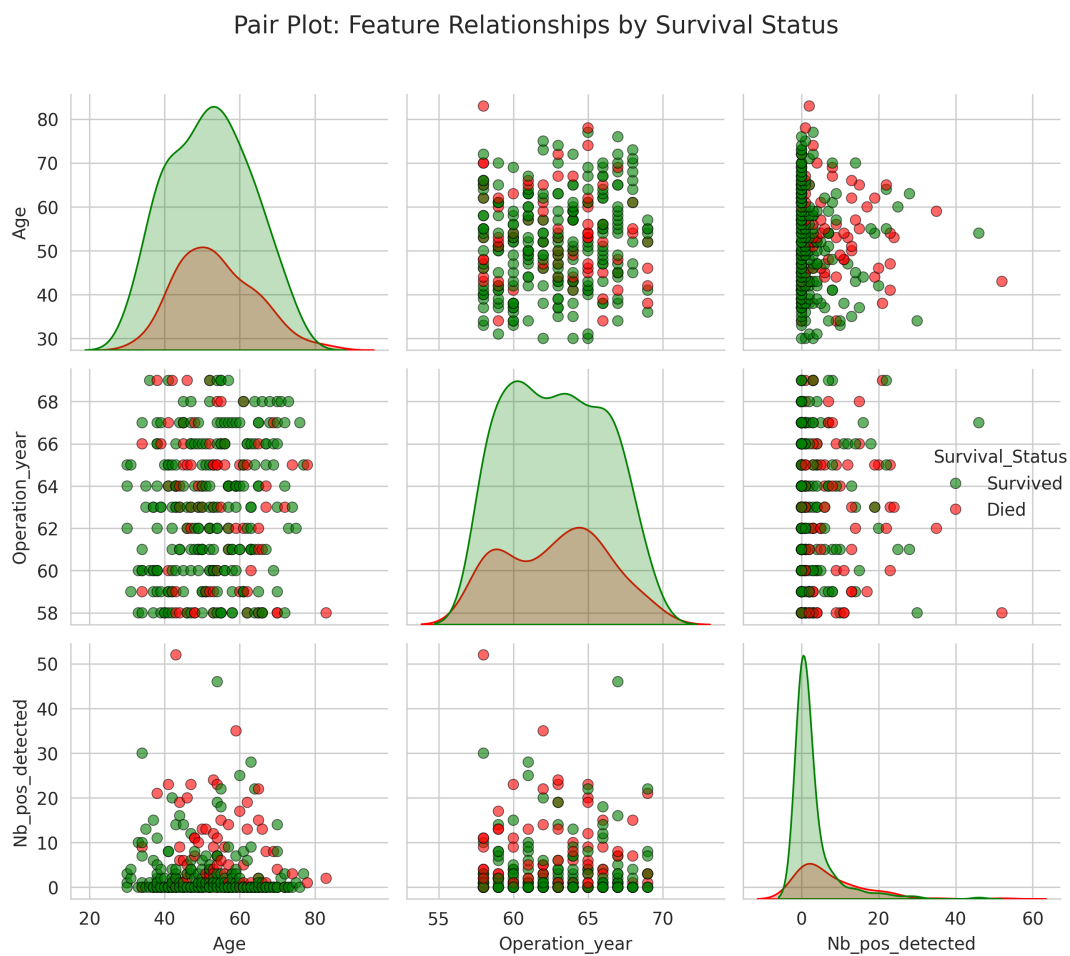 Pair Plot: Feature Relationships by Survival Status
80
70
60
50
40
30
Age
68
66
64
62
60
58
Operation_year
Survival_Status
Survived
Died
50
40
30
20
10
0
Nb_pos_detected
20 40 60 80 55 60 65 70 0 20 40 60
Age Operation_year Nb_pos_detected